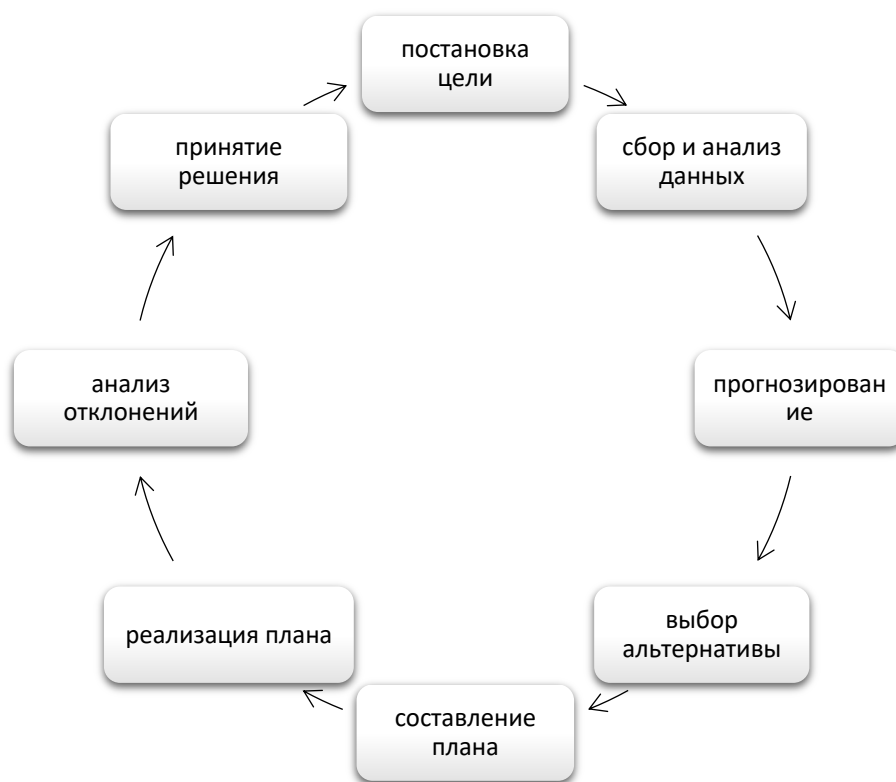 постановка
цели
сбор и анализ
данных
прогнозирован
ие
выбор
альтернативы
составление
плана
реализация плана
анализ
отклонений
принятие
решения